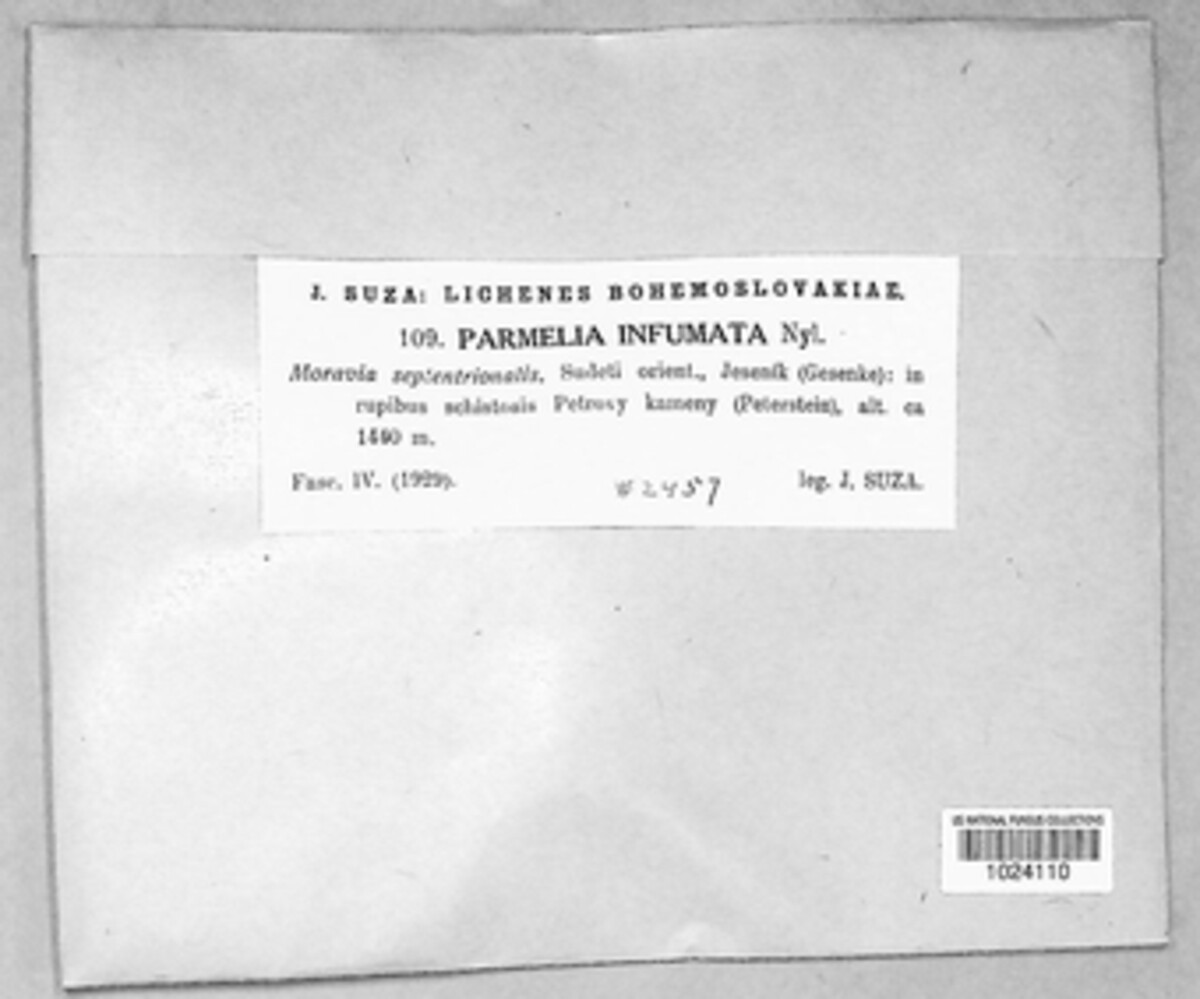 J. SUZA: LICHENES BOHEMOSLOVAKIAE.
109. PARMELIA INFUMATA Nyl.
Moravia septentrionalis. Sudeti orient., Jeseník (Gesenke): in
rupibus schistosis Petrovy kameny (Peterstein), alt. ca
m.
Fasc. IV. (1929). #2457 leg. J. SUZA.
US NATIONAL FUNGUS COLLECTIONS
1024110